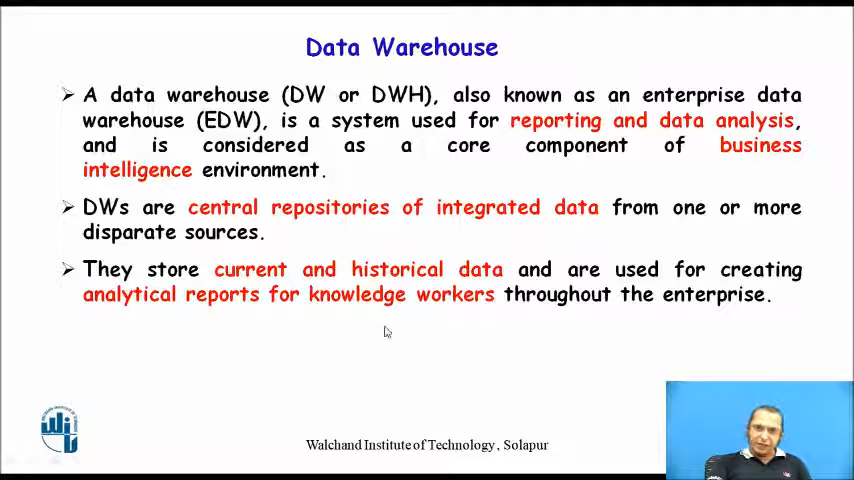 Data Warehouse
➢ A data warehouse (DW or DWH), also known as an enterprise data
warehouse (EDW), is a system used for reporting and data analysis,
and is considered as a core component of business
intelligence environment.
➢ DWs are central repositories of integrated data from one or more
disparate sources.
➢ They store current and historical data and are used for creating
analytical reports for knowledge workers throughout the enterprise.
Walchand Institute of Technology, Solapur